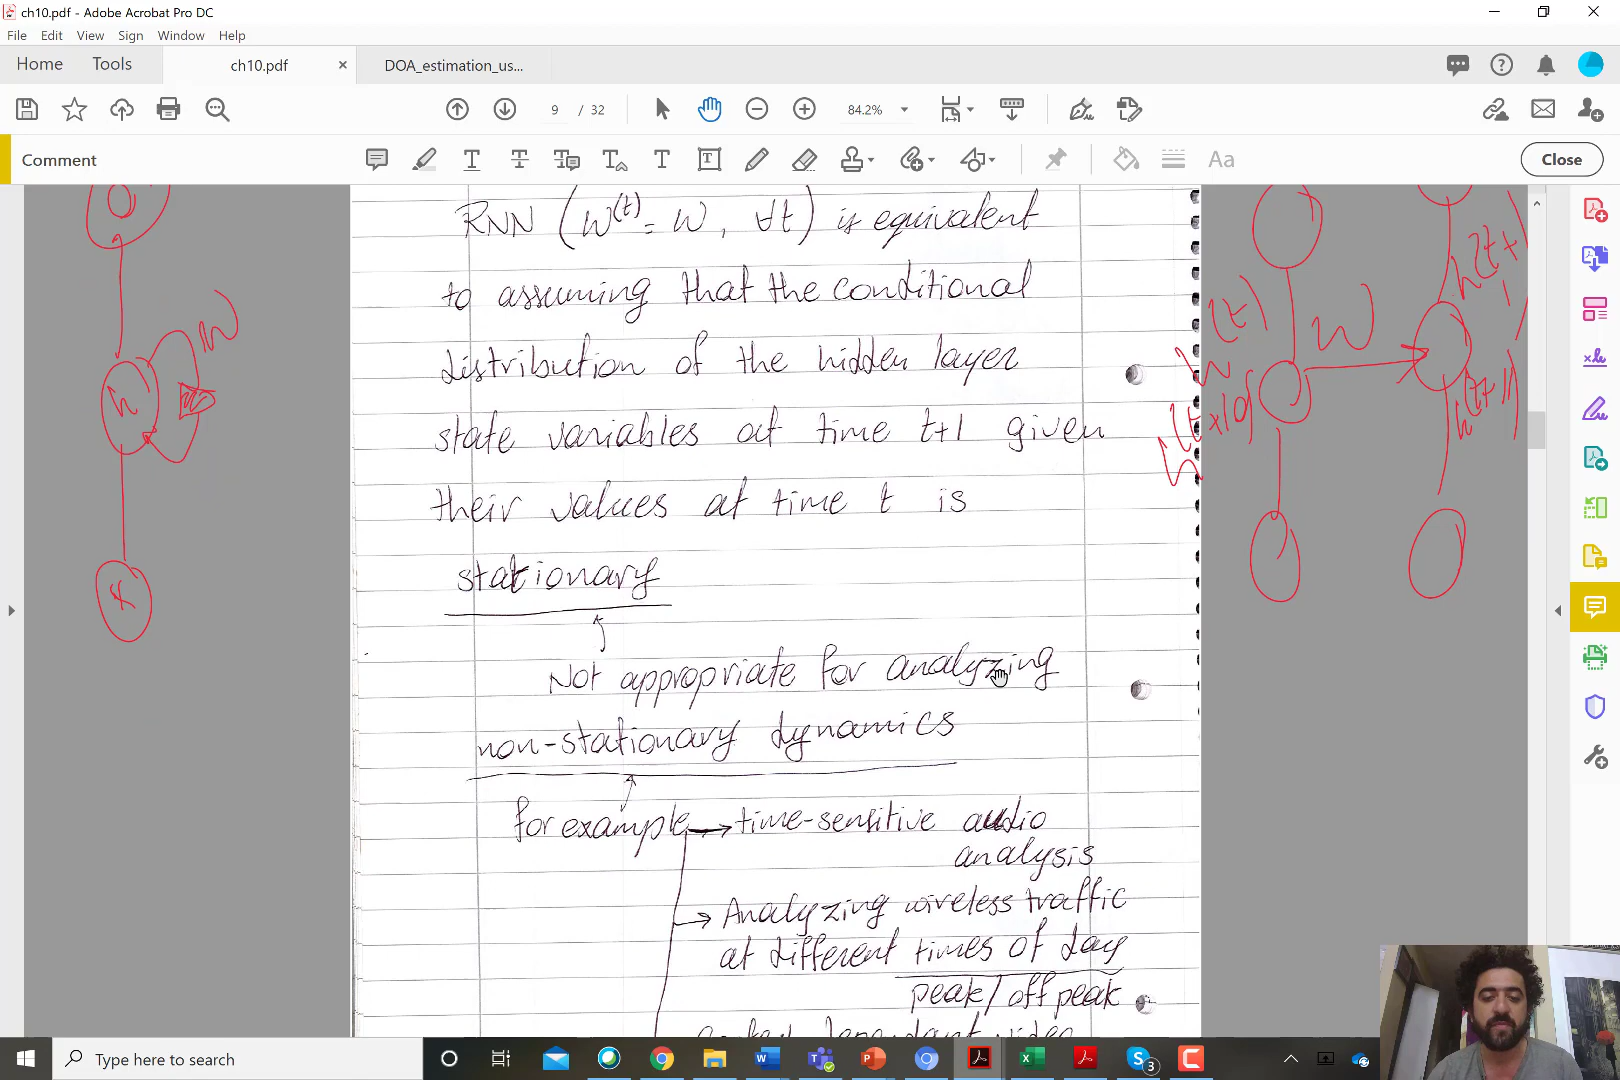 ch10.pdf - Adobe Acrobat Pro DC
File Edit View Sign Window Help
Home Tools ch10.pdf × DOA_estimation_us...
9 / 32 84.2%
Comment Close
RNN (W^(t) = W, ∀t) is equivalent
to assuming that the conditional
distribution of the hidden layer
state variables at time t+1 given
their values at time t is
stationary
Not appropriate for analyzing
non-stationary dynamics
for example → time-sensitive audio
analysis
→ Analyzing wireless traffic
at different times of day
peak/off peak
O
W
h
x
W
h(t+1)
Type here to search
3